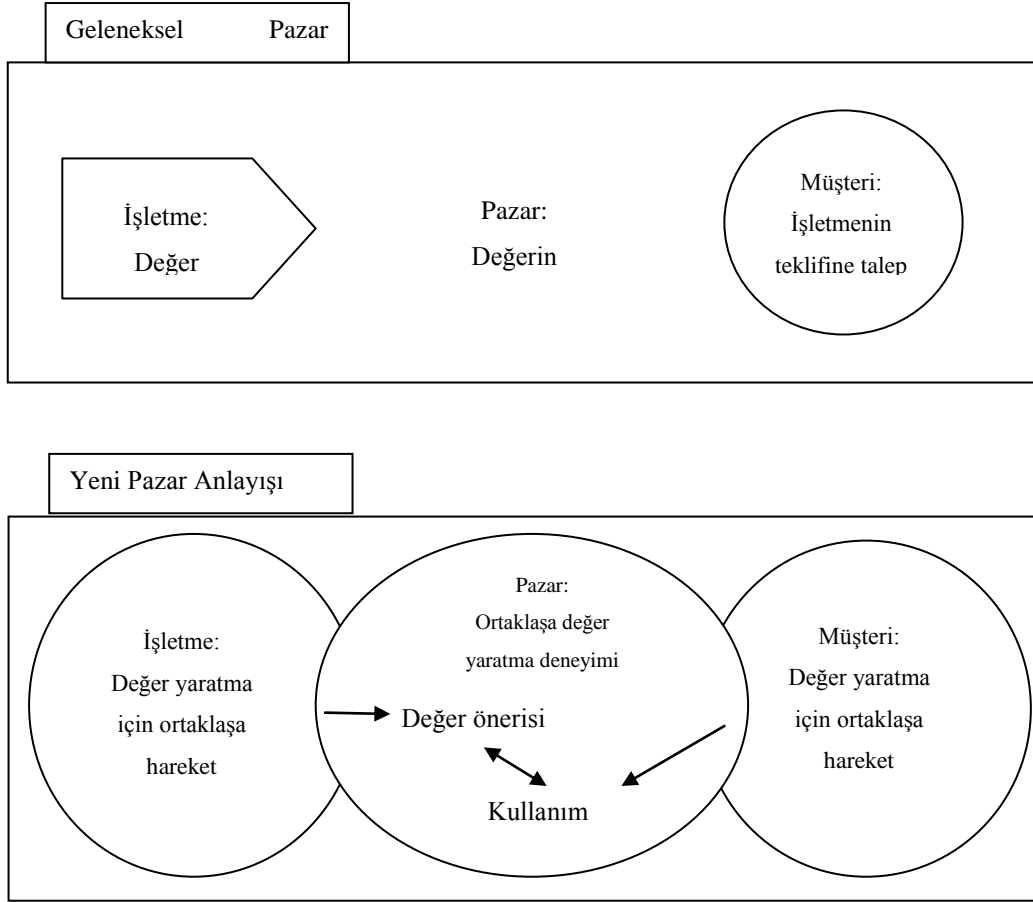 Geleneksel Pazar
İşletme:
Değer
Pazar:
Değerin
Müşteri:
İşletmenin
teklifine talep
Yeni Pazar Anlayışı
İşletme:
Değer yaratma
için ortaklaşa
hareket
Pazar:
Ortaklaşa değer
yaratma deneyimi
Değer önerisi
Kullanım
Müşteri:
Değer yaratma
için ortaklaşa
hareket